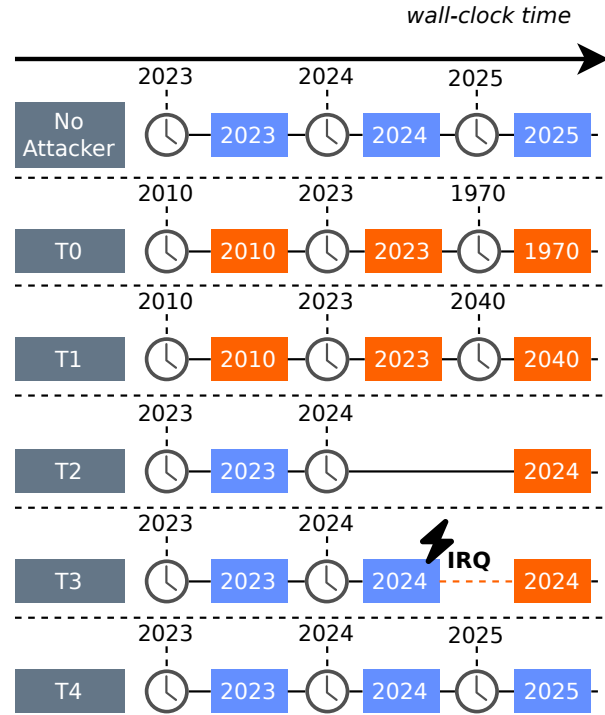 wall-clock time
2023 2024 2025
No
Attacker
2023 2024 2025
2010 2023 1970
T0 2010 2023 1970
2010 2023 2040
T1 2010 2023 2040
2023 2024
T2 2023 2024
2023 2024
IRQ
T3 2023 2024 2024
2023 2024 2025
T4 2023 2024 2025